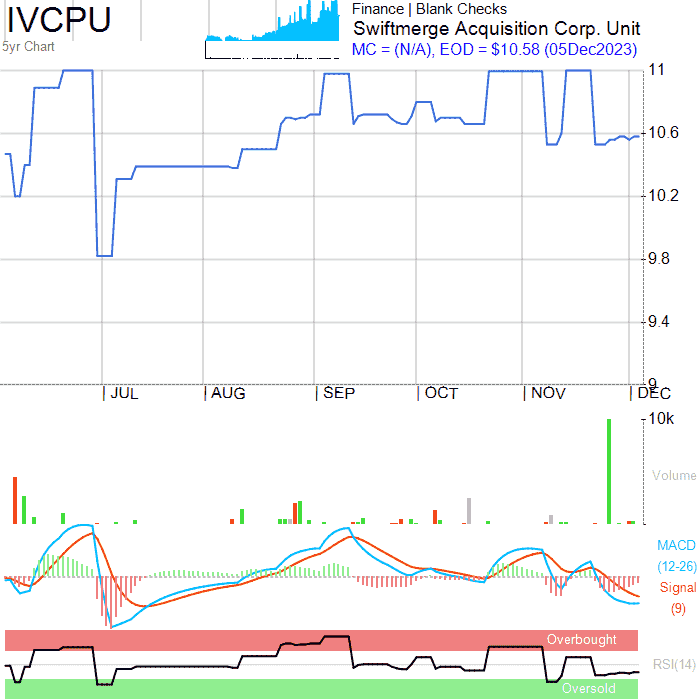 IVCPU
5yr Chart
Finance | Blank Checks
Swiftmerge Acquisition Corp. Unit
MC = (N/A), EOD = $10.58 (05Dec2023)
11
10.6
10.2
9.8
9.4
9
JUL AUG SEP OCT NOV DEC
10k
Volume
MACD
(12-26)
Signal
(9)
Overbought
RSI(14)
Oversold